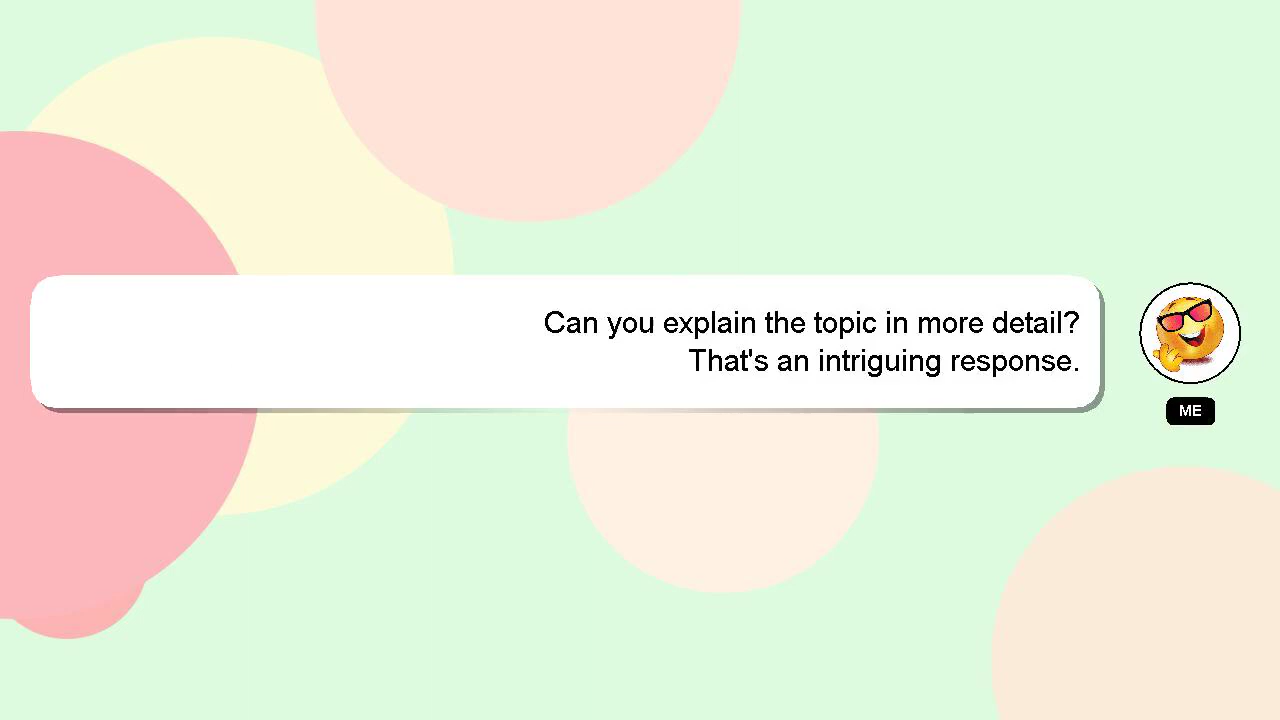 Can you explain the topic in more detail?
That's an intriguing response.
ME